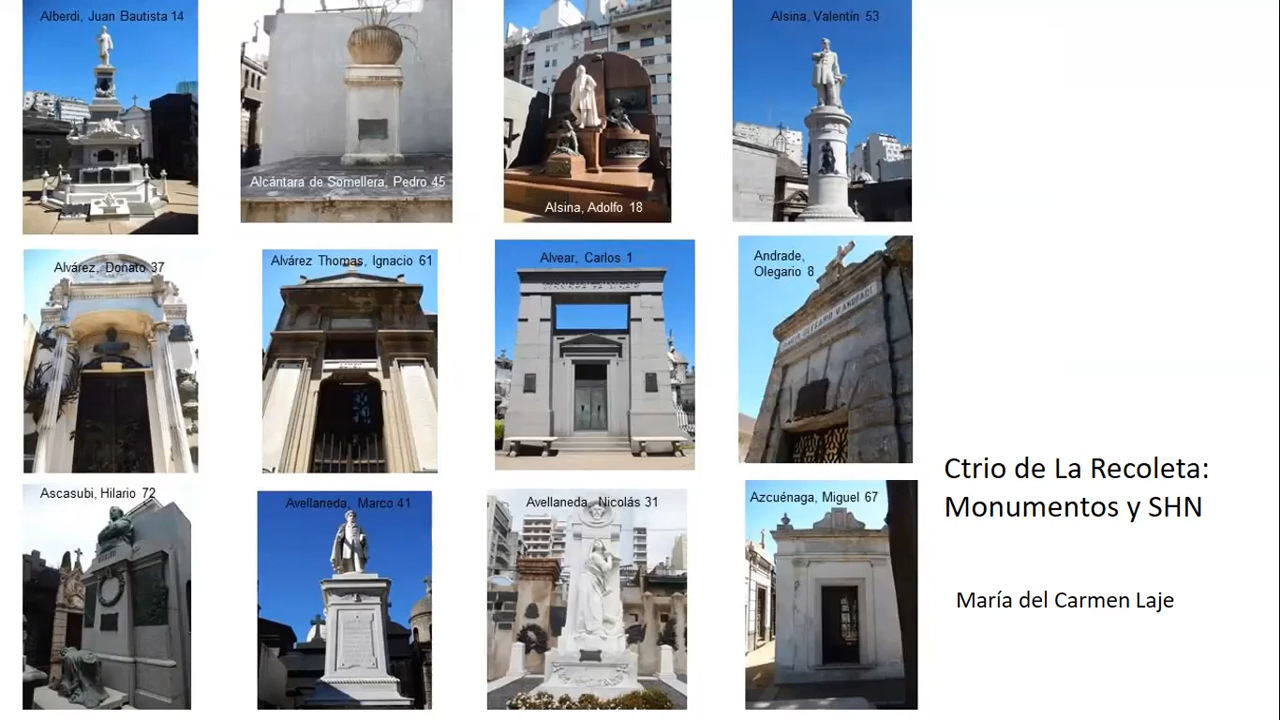 Alberdi, Juan Bautista 14
Alcántara de Somellera, Pedro 45
Alsina, Adolfo 18
Alsina, Valentín 53
Alvárez, Donato 37
Alvárez Thomas, Ignacio 61
Alvear, Carlos 1
Andrade,
Olegario 8
Ascasubi, Hilario 72
Avellaneda, Marco 41
Avellaneda, Nicolás 31
Azcuénaga, Miguel 67
Ctrio de La Recoleta:
Monumentos y SHN
María del Carmen Laje